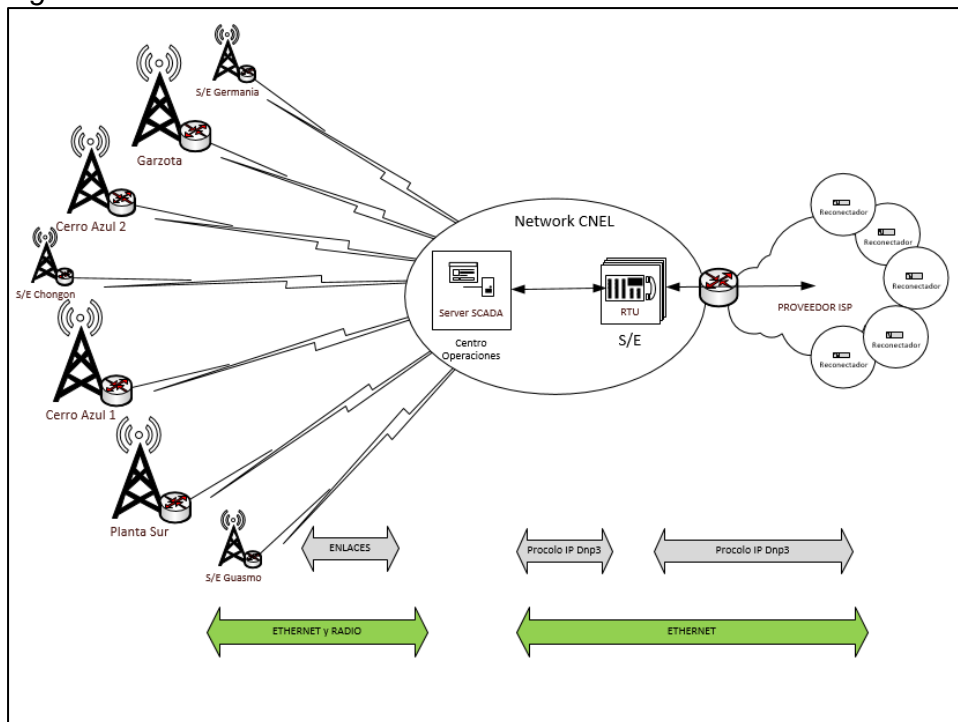 S/E Germania
Garzota
Cerro Azul 2
S/E Chongon
Cerro Azul 1
Planta Sur
S/E Guasmo
Network CNEL
Server SCADA
Centro
Operaciones
RTU
S/E
PROVEEDOR ISP
Reconectador
Reconectador
Reconectador
Reconectador
Reconectador
ENLACES
Procolo IP Dnp3
Procolo IP Dnp3
ETHERNET y RADIO
ETHERNET